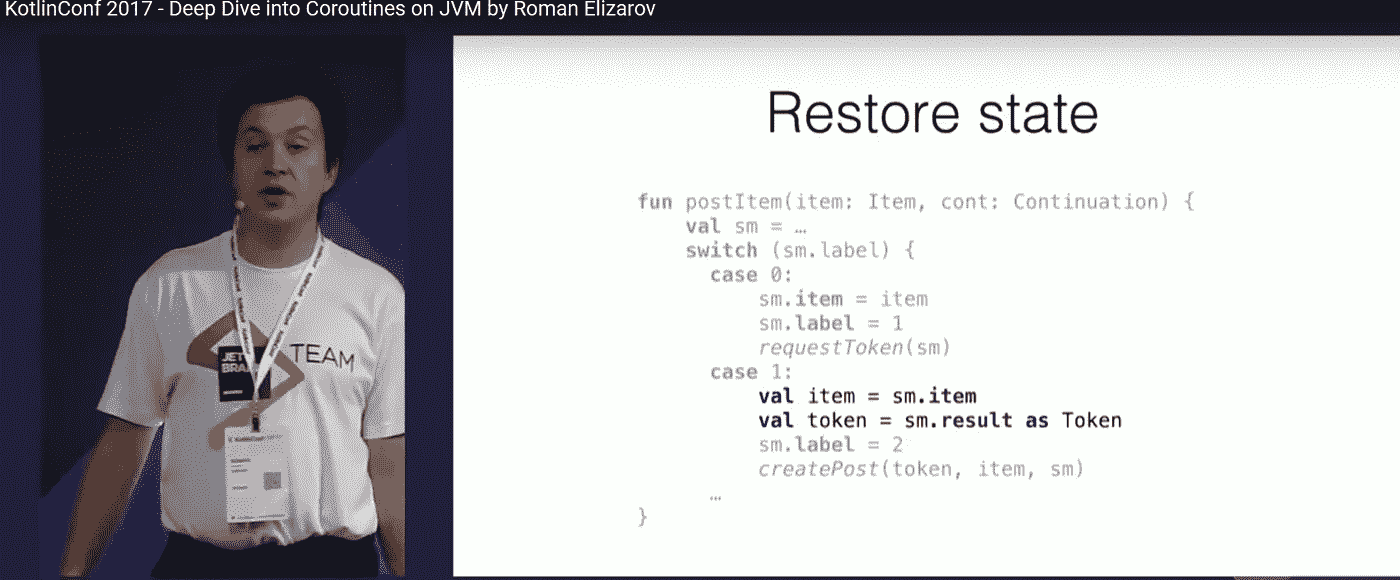 KotlinConf 2017 - Deep Dive into Coroutines on JVM by Roman Elizarov
Restore state
fun postItem(item: Item, cont: Continuation) {
val sm = …
switch (sm.label) {
case 0:
sm.item = item
sm.label = 1
requestToken(sm)
case 1:
val item = sm.item
val token = sm.result as Token
sm.label = 2
createPost(token, item, sm)
…
}
TEAM